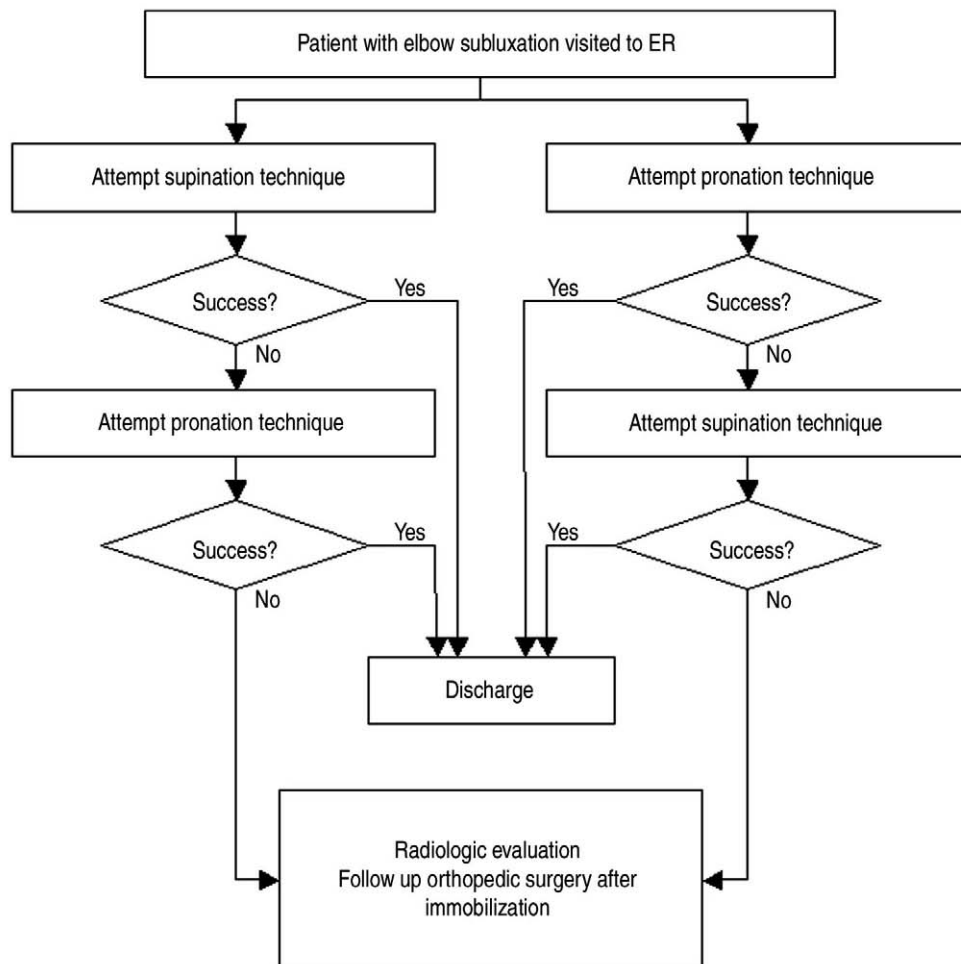 Patient with elbow subluxation visited to ER
Attempt supination technique
Attempt pronation technique
Success?
Yes
Yes
Success?
No
No
Attempt pronation technique
Attempt supination technique
Success?
Yes
Yes
Success?
No
No
Discharge
Radiologic evaluation
Follow up orthopedic surgery after
immobilization